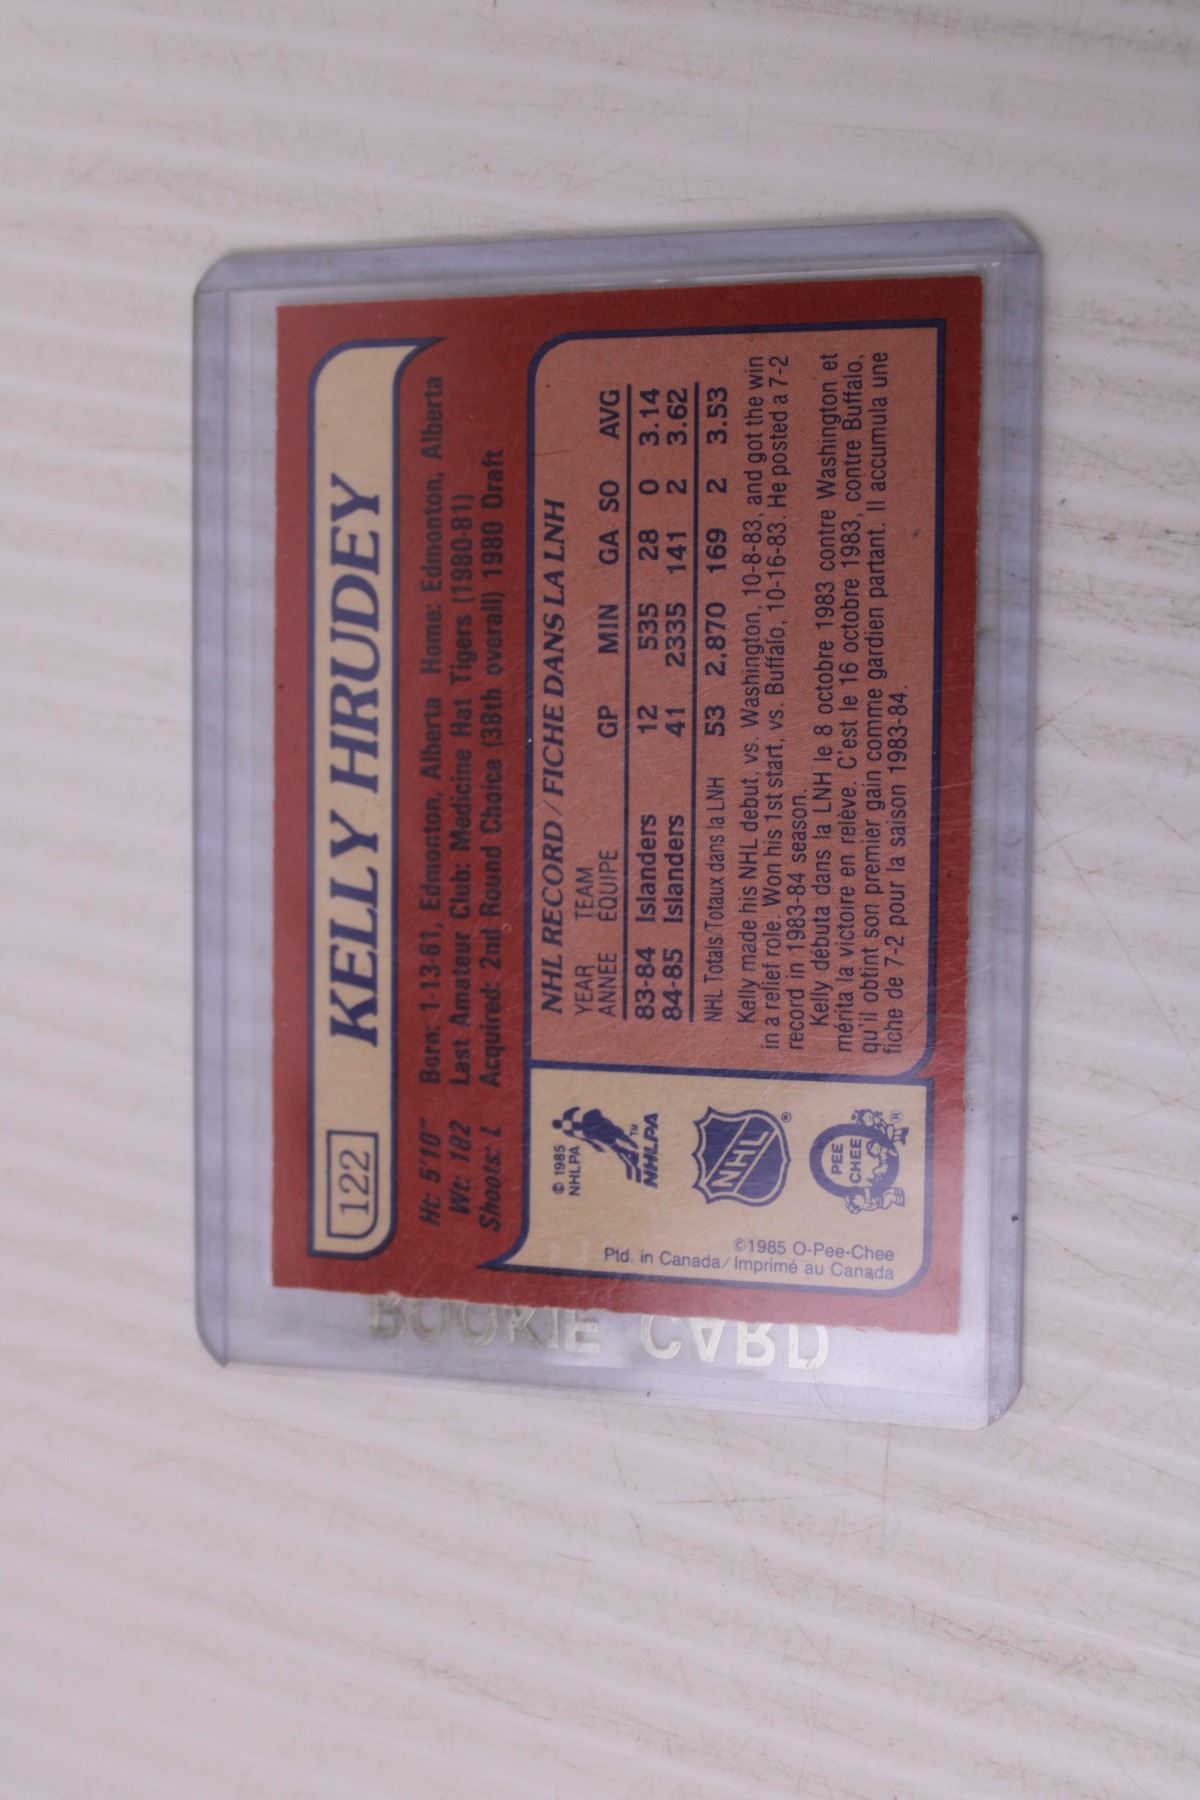 122 KELLY HRUDEY
Ht: 5'10" Born: 1-13-61, Edmonton, Alberta Home: Edmonton, Alberta
Wt: 182 Last Amateur Club: Medicine Hat Tigers (1980-81)
Shoots: L Acquired: 2nd Round Choice (38th overall) 1980 Draft
© 1985
NHLPA
NHLPA™
NHL®
O
PEE
CHEE®
©1985 O-Pee-Chee
Ptd. in Canada/Imprimé au Canada
NHL RECORD / FICHE DANS LA LNH
YEAR TEAM
ANNÉE EQUIPE GP MIN GA SO AVG
83-84 Islanders 12 535 28 0 3.14
84-85 Islanders 41 2335 141 2 3.62
NHL Totals/Totaux dans la LNH 53 2,870 169 2 3.53
Kelly made his NHL debut, vs. Washington, 10-8-83, and got the win
in a relief role. Won his 1st start, vs. Buffalo, 10-16-83. He posted a 7-2
record in 1983-84 season.
Kelly débuta dans la LNH le 8 octobre 1983 contre Washington et
mérita la victoire en relève. C'est le 16 octobre 1983, contre Buffalo,
qu'il obtint son premier gain comme gardien partant. Il accumula une
fiche de 7-2 pour la saison 1983-84.
ROOKIE CARD